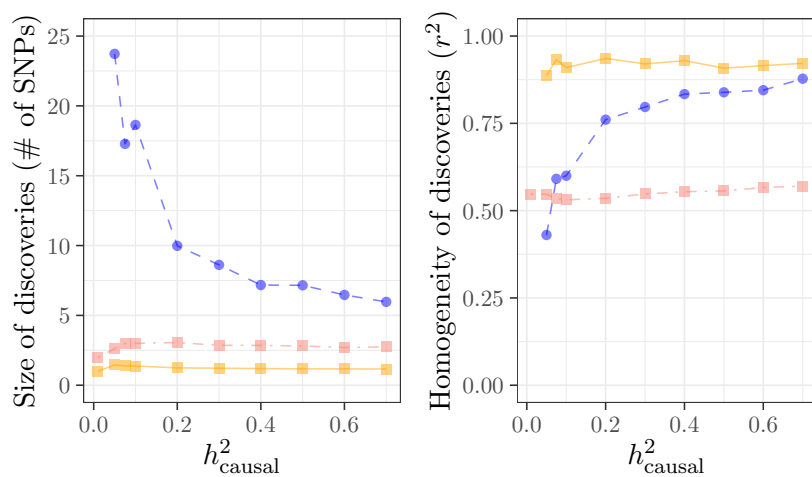 Size of discoveries (# of SNPs)
25
20
15
10
5
0
0.0 0.2 0.4 0.6
h²causal
Homogeneity of discoveries (r²)
1.00
0.75
0.50
0.25
0.00
0.0 0.2 0.4 0.6
h²causal